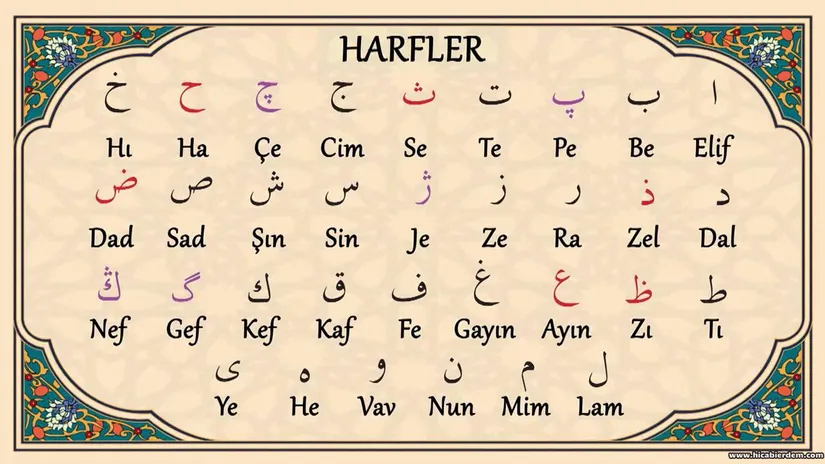 HARFLER
ا ب پ ت ث ج چ ح خ
Elif Be Pe Te Se Cim Çe Ha Hı
د ذ ر ز ژ س ش ص ض
Dal Zel Ra Ze Je Sin Şın Sad Dad
ط ظ ع غ ف ق ك گ ڭ
Tı Zı Ayın Gayın Fe Kaf Kef Gef Nef
ل م ن و ه ى
Lam Mim Nun Vav He Ye
www.hicabierdem.com